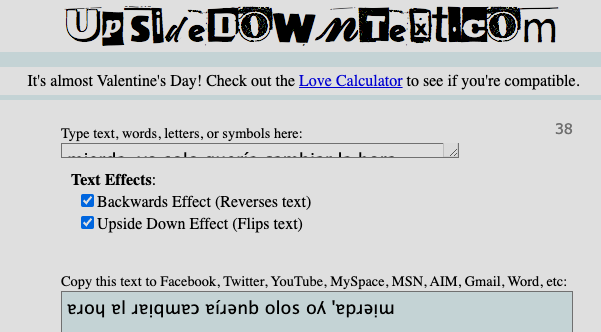 UpsideDownText.com
It's almost Valentine's Day! Check out the Love Calculator to see if you're compatible.
38
Type text, words, letters, or symbols here:
mierda, yo solo quería cambiar la hora
Text Effects:
Backwards Effect (Reverses text)
Upside Down Effect (Flips text)
Copy this text to Facebook, Twitter, YouTube, MySpace, MSN, AIM, Gmail, Word, etc:
ɐɹoɥ ɐl ɹɐıqɯɐɔ ɐíɹǝnb olos oʎ 'ɐpɹǝıɯ